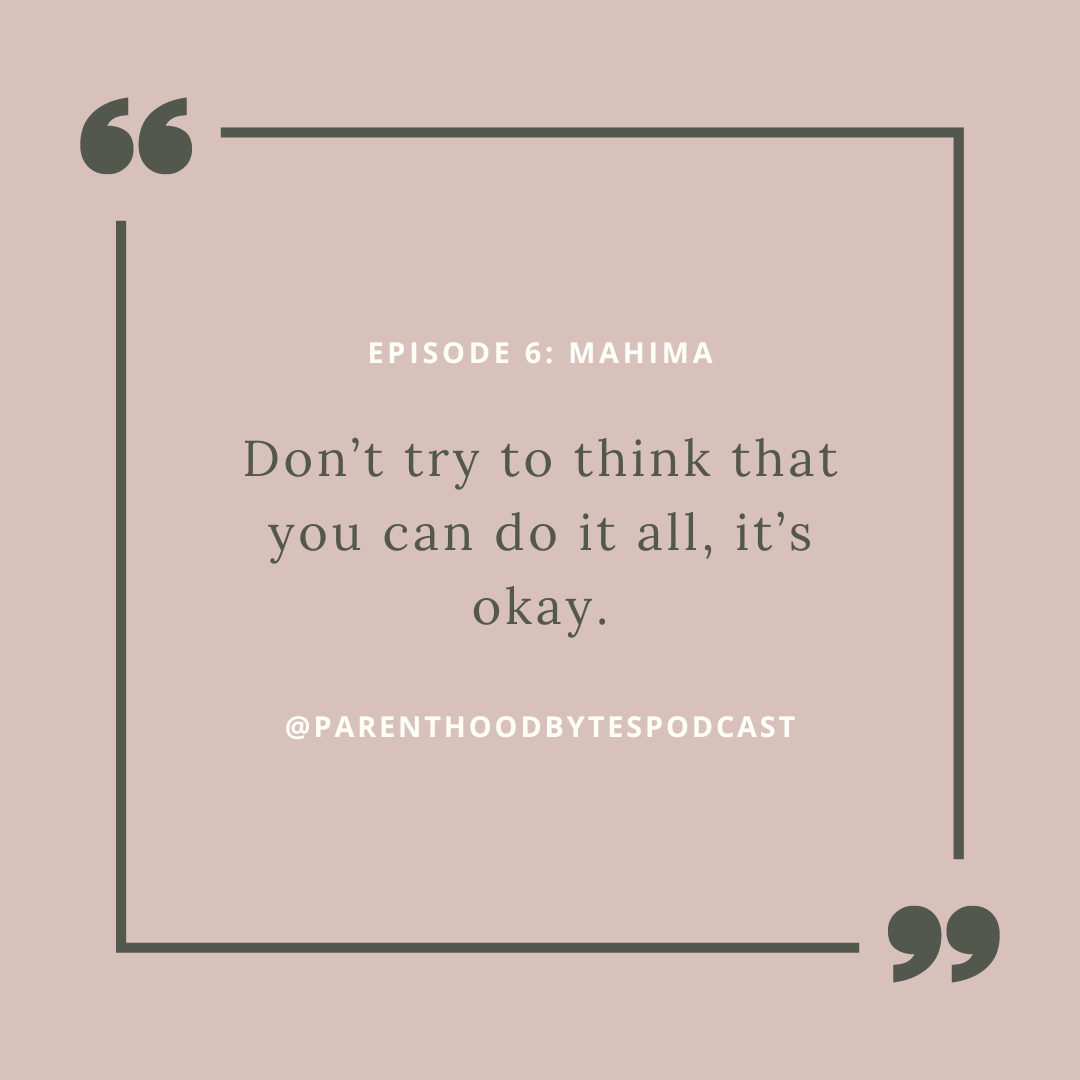 EPISODE 6: MAHIMA
Don’t try to think that
you can do it all, it’s
okay.
@PARENTHOODBYTESPODCAST